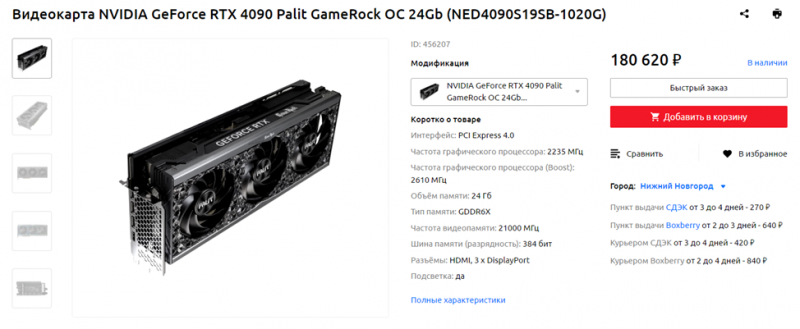 Видеокарта NVIDIA GeForce RTX 4090 Palit GameRock OC 24Gb (NED4090S19SB-1020G)
ID: 456207
Модификация
NVIDIA GeForce RTX 4090 Palit
GameRock OC 24Gb...
Коротко о товаре
Интерфейс: PCI Express 4.0
Частота графического процессора: 2235 МГц
Частота графического процессора (Boost):
2610 МГц
Объём памяти: 24 Гб
Тип памяти: GDDR6X
Частота видеопамяти: 21000 МГц
Шина памяти (разрядность): 384 бит
Разъёмы: HDMI, 3 x DisplayPort
Подсветка: да
Полные характеристики
180 620 ₽
В наличии
Быстрый заказ
Добавить в корзину
Сравнить
В избранное
Город: Нижний Новгород
Пункт выдачи СДЭК от 3 до 4 дней - 270 ₽
Пункт выдачи Boxberry от 2 до 3 дней - 640 ₽
Курьером СДЭК от 3 до 4 дней - 420 ₽
Курьером Boxberry от 2 до 4 дней - 840 ₽
GEFORCE RTX